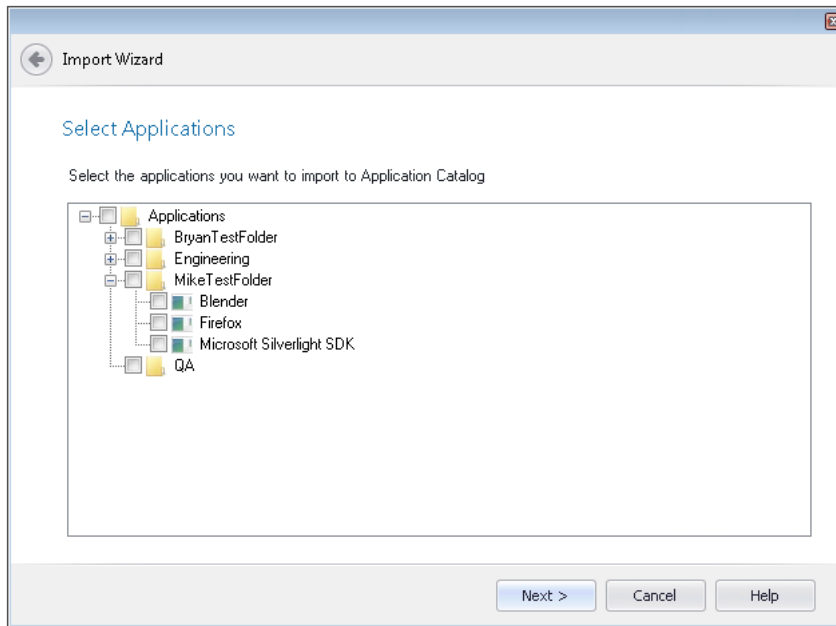 Import Wizard
Select Applications
Select the applications you want to import to Application Catalog
Applications
BryanTestFolder
Engineering
MikeTestFolder
Blender
Firefox
Microsoft Silverlight SDK
QA
Next >
Cancel
Help